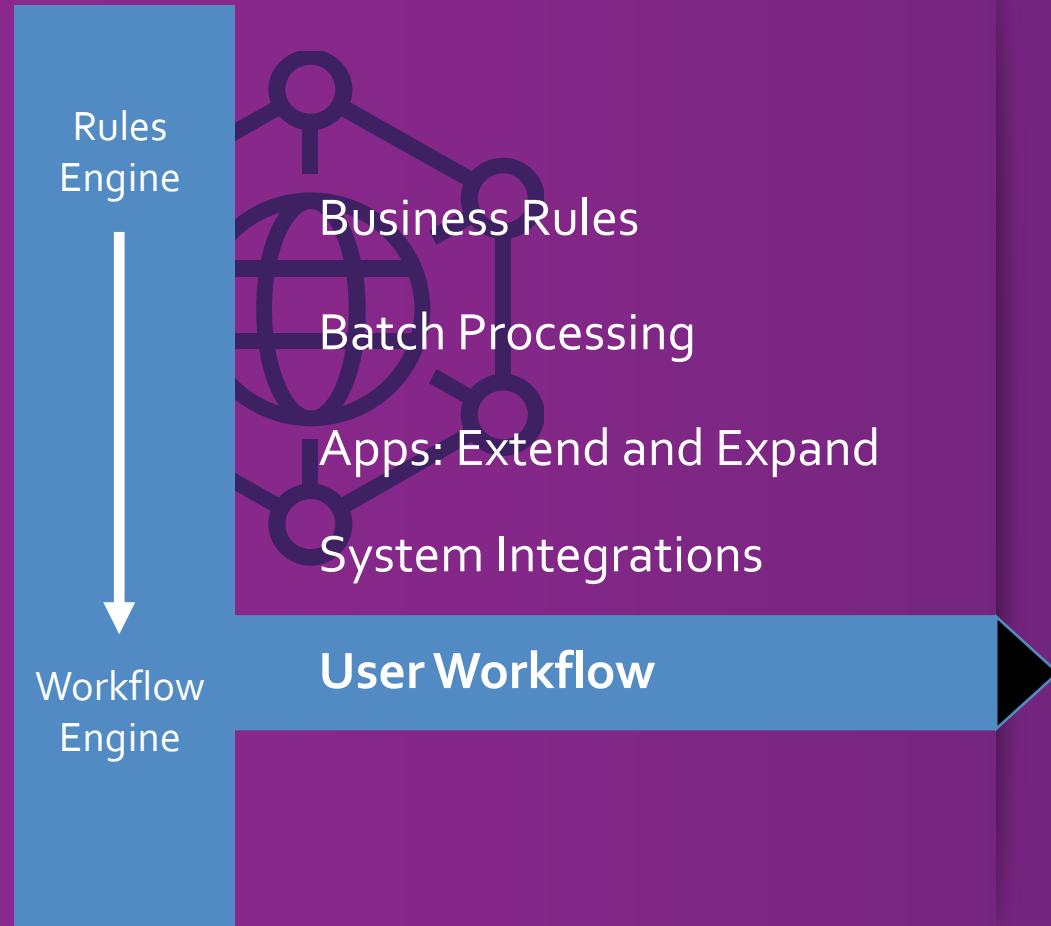 Rules
Engine
Business Rules
Batch Processing
Apps: Extend and Expand
System Integrations
User Workflow
Workflow
Engine